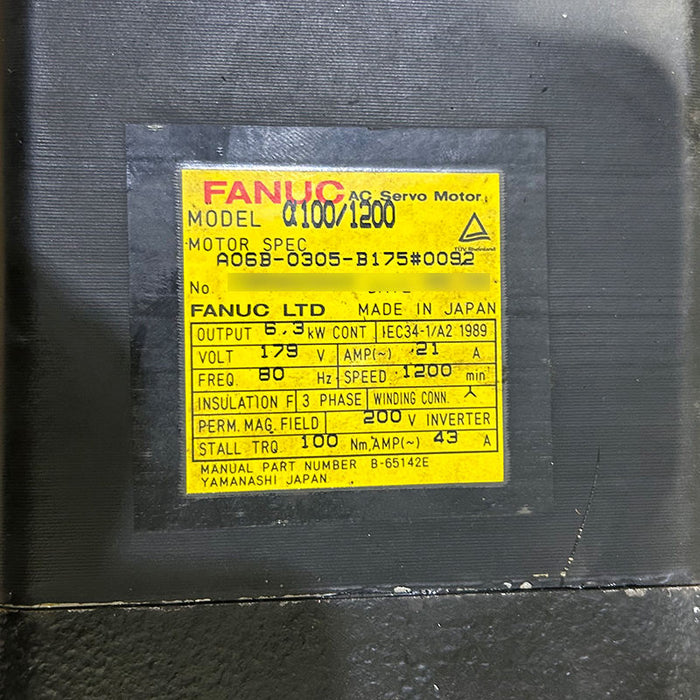 FANUC AC Servo Motor
MODEL α100/1200
TÜV Rheinland
MOTOR SPEC
A06B-0305-B175#0092
No.
FANUC LTD MADE IN JAPAN
OUTPUT 6.3 kW CONT IEC34-1/A2 1989
VOLT 179 V AMP(~) 21 A
FREQ. 80 Hz SPEED 1200 min⁻¹
INSULATION F 3 PHASE WINDING CONN. Y
PERM. MAG. FIELD 200 V INVERTER
STALL TRQ 100 Nm, AMP(~) 43 A
MANUAL PART NUMBER B-65142E
YAMANASHI JAPAN